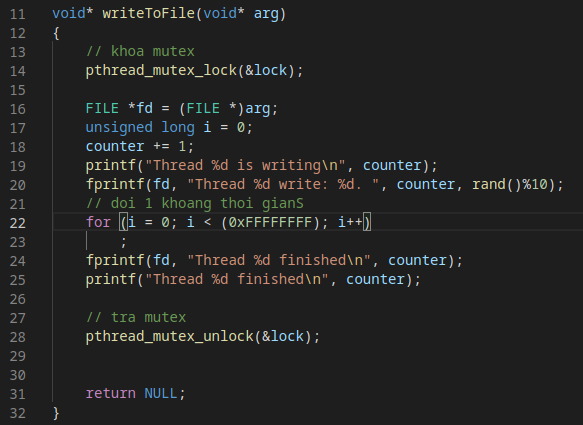 11 void* writeToFile(void* arg)
12 {
13     // khoa mutex
14     pthread_mutex_lock(&lock);
15
16     FILE *fd = (FILE *)arg;
17     unsigned long i = 0;
18     counter += 1;
19     printf("Thread %d is writing\n", counter);
20     fprintf(fd, "Thread %d write: %d. ", counter, rand()%10);
21     // doi 1 khoang thoi gianS
22     for (i = 0; i < (0xFFFFFFFF); i++)
23         ;
24     fprintf(fd, "Thread %d finished\n", counter);
25     printf("Thread %d finished\n", counter);
26
27     // tra mutex
28     pthread_mutex_unlock(&lock);
29
30
31     return NULL;
32 }